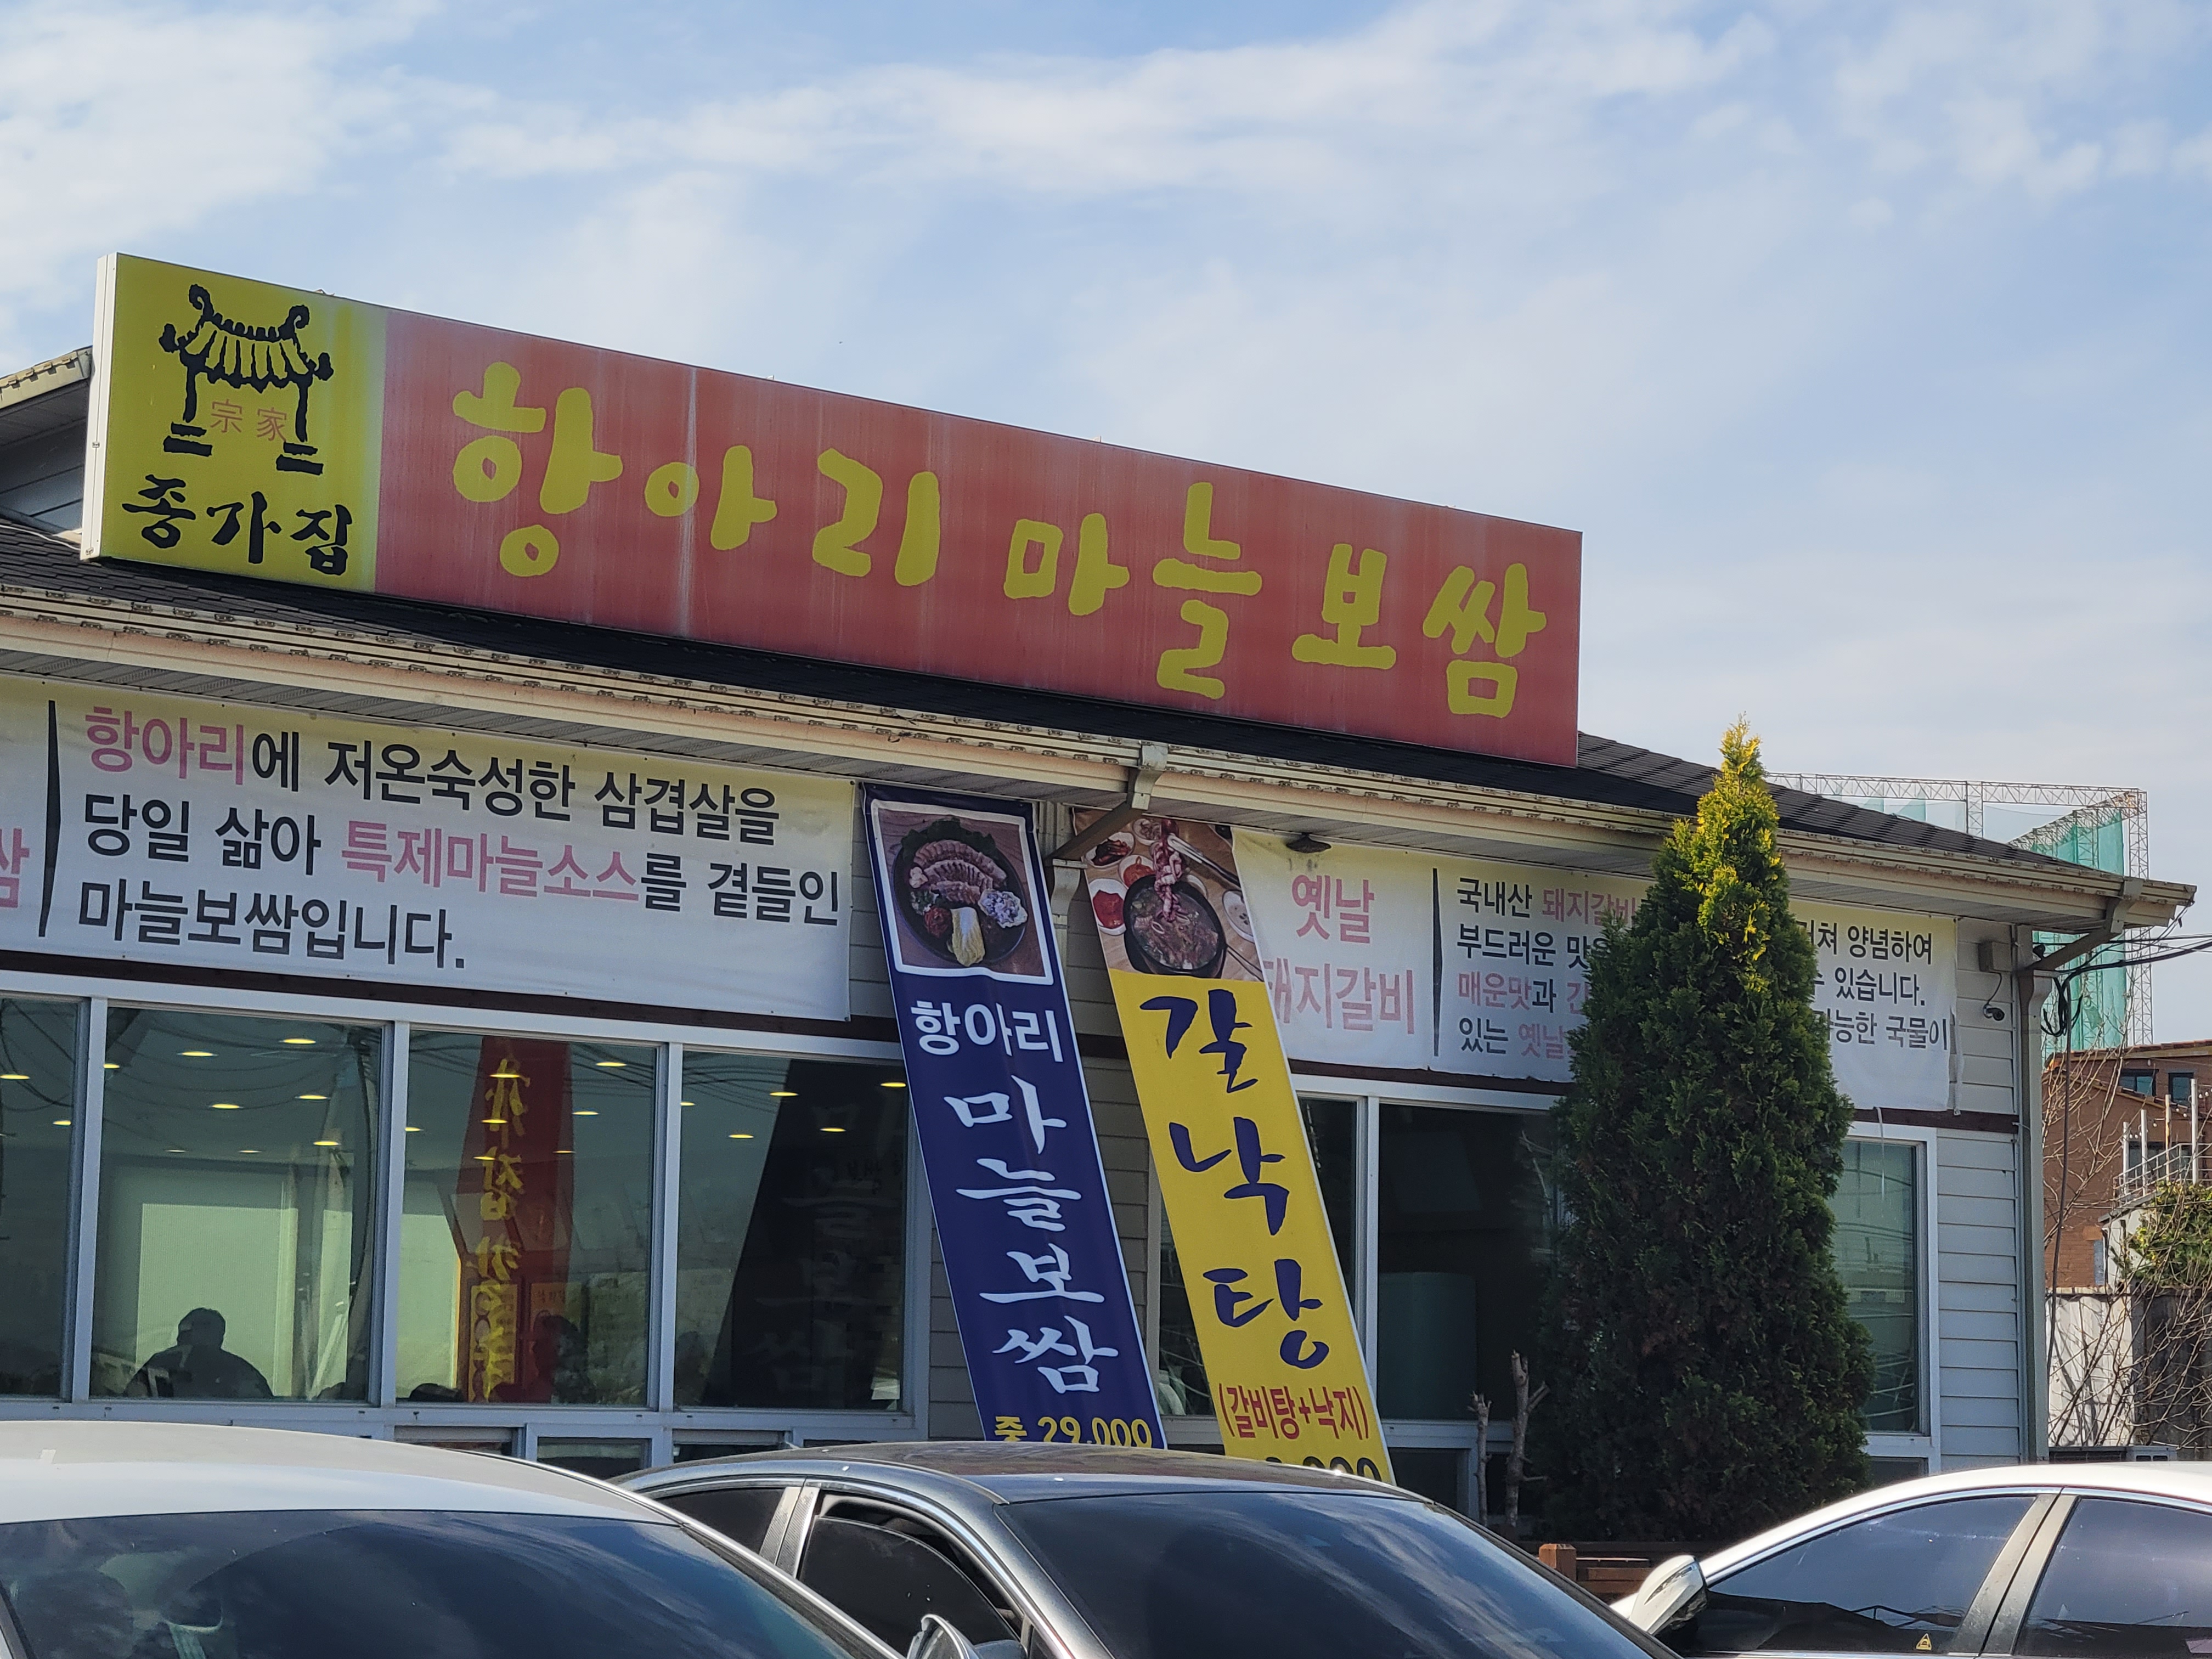 宗家
종가집
항아리 마늘 보쌈
쌈
항아리에 저온숙성한 삼겹살을
당일 삶아 특제마늘소스를 곁들인
마늘보쌈입니다.
항아리
마늘보쌈
중 29,000
갈낙탕
(갈비탕+낙지)
옛날
돼지갈비
국내산 돼지갈비
부드러운 맛
매운맛과
있는 옛날
거쳐 양념하여
있습니다.
가능한 국물이